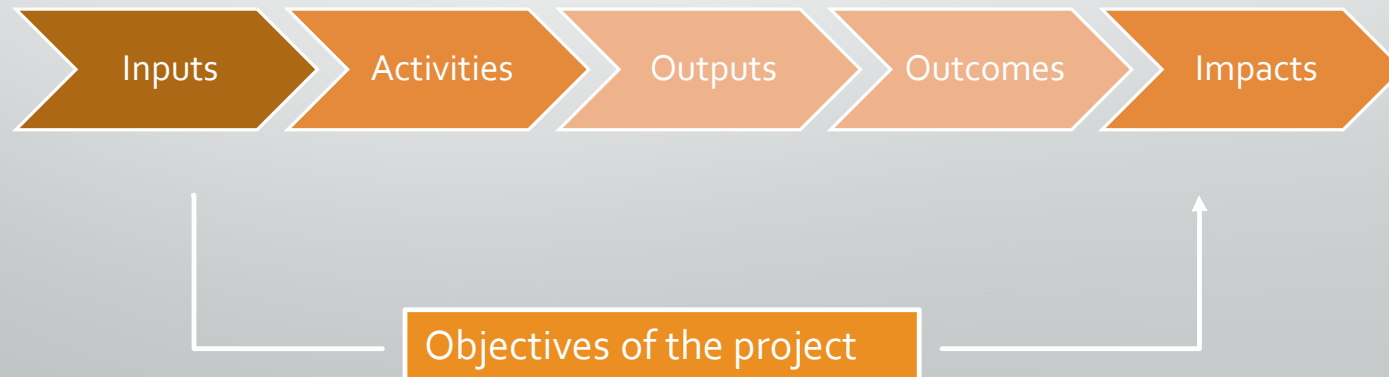 Inputs
Activities
Outputs
Outcomes
Impacts
Objectives of the project